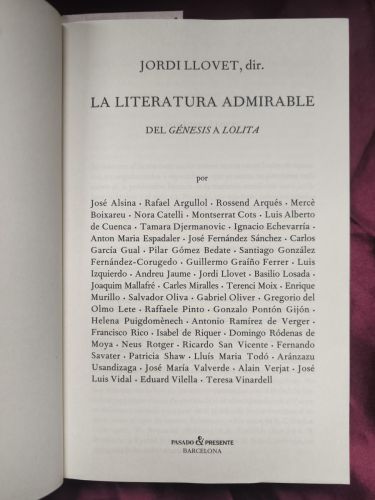 JORDI LLOVET, dir.
LA LITERATURA ADMIRABLE
DEL GÉNESIS A LOLITA
por
José Alsina · Rafael Argullol · Rossend Arqués · Mercè
Boixareu · Nora Catelli · Montserrat Cots · Luis Alberto
de Cuenca · Tamara Djermanovic · Ignacio Echevarría ·
Anton Maria Espadaler · José Fernández Sánchez · Carlos
García Gual · Pilar Gómez Bedate · Santiago González
Fernández-Corugedo · Guillermo Graíño Ferrer · Luis
Izquierdo · Andreu Jaume · Jordi Llovet · Basilio Losada ·
Joaquim Mallafré · Carles Miralles · Terenci Moix · Enrique
Murillo · Salvador Oliva · Gabriel Oliver · Gregorio del
Olmo Lete · Raffaele Pinto · Gonzalo Pontón Gijón ·
Helena Puigdomènech · Antonio Ramírez de Verger ·
Francisco Rico · Isabel de Riquer · Domingo Ródenas de
Moya · Neus Rotger · Ricardo San Vicente · Fernando
Savater · Patricia Shaw · Lluís Maria Todó · Aránzazu
Usandizaga · José María Valverde · Alain Verjat · José
Luis Vidal · Eduard Vilella · Teresa Vinardell
PASADO & PRESENTE
BARCELONA